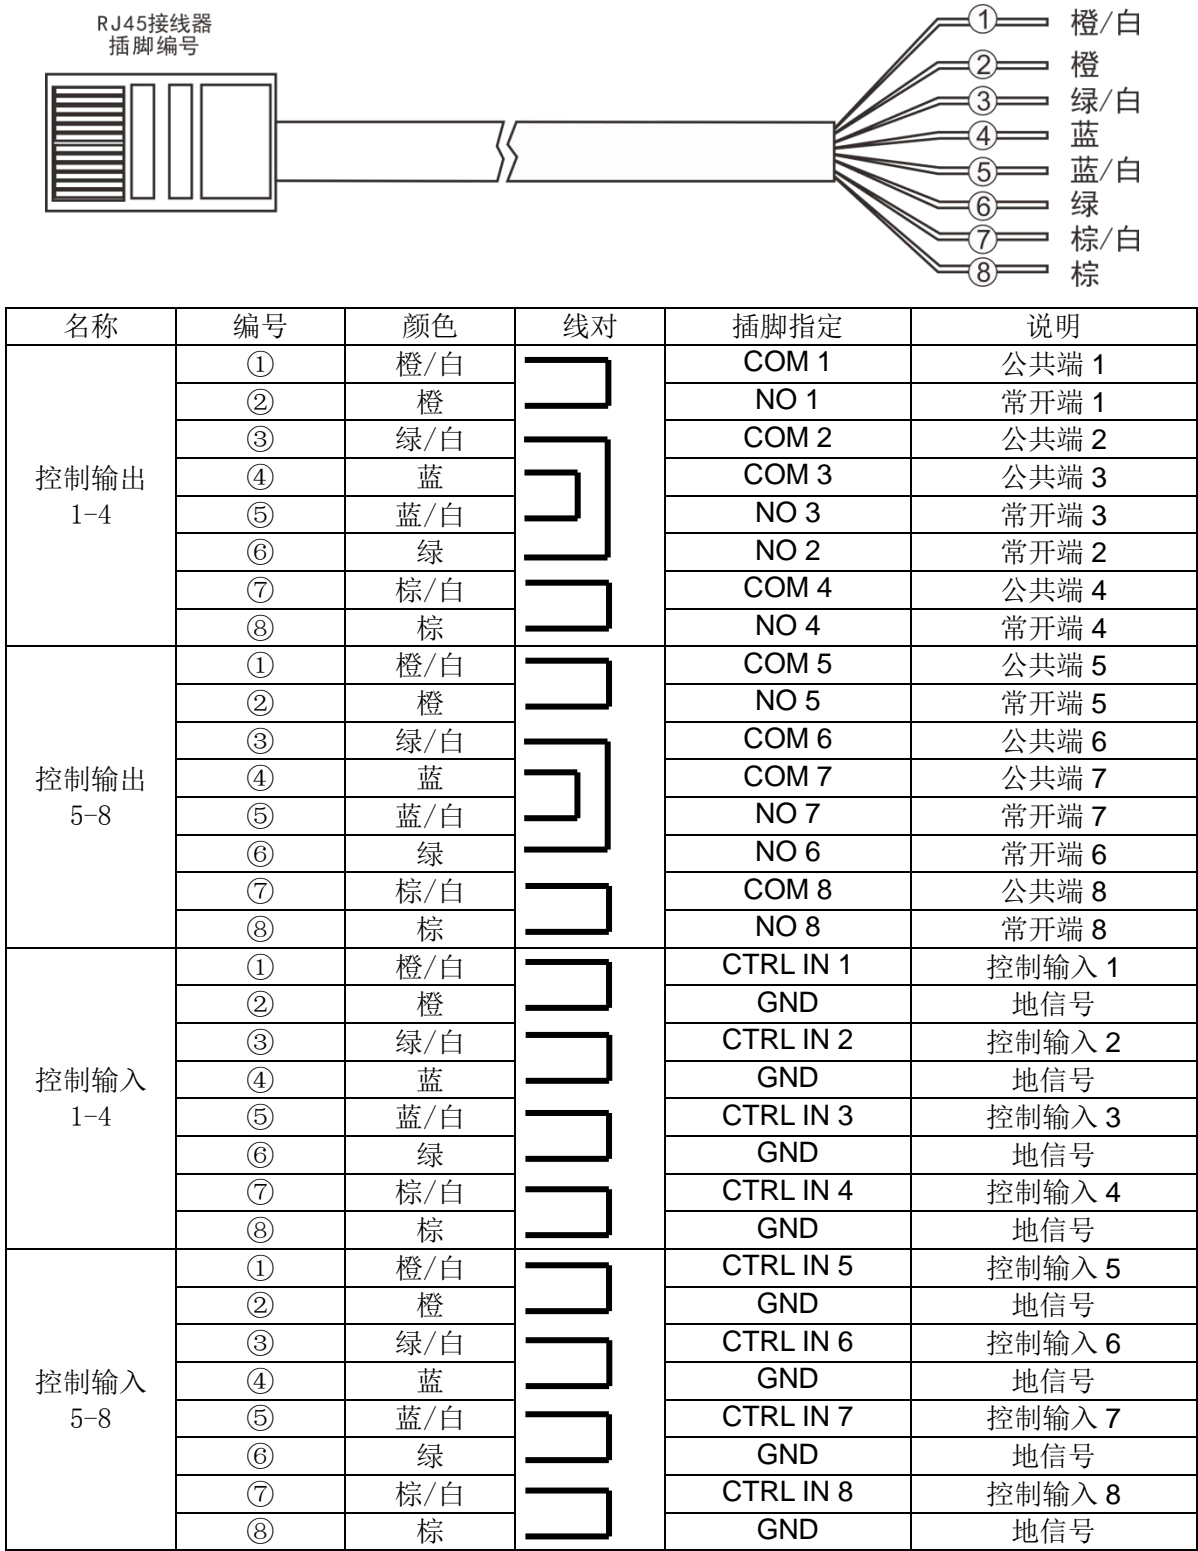 RJ45接线器
插脚编号
① 橙/白
② 橙
③ 绿/白
④ 蓝
⑤ 蓝/白
⑥ 绿
⑦ 棕/白
⑧ 棕
名称 编号 颜色 线对 插脚指定 说明
控制输出
1-4
① 橙/白 COM 1 公共端 1
② 橙 NO 1 常开端 1
③ 绿/白 COM 2 公共端 2
④ 蓝 COM 3 公共端 3
⑤ 蓝/白 NO 3 常开端 3
⑥ 绿 NO 2 常开端 2
⑦ 棕/白 COM 4 公共端 4
⑧ 棕 NO 4 常开端 4
控制输出
5-8
① 橙/白 COM 5 公共端 5
② 橙 NO 5 常开端 5
③ 绿/白 COM 6 公共端 6
④ 蓝 COM 7 公共端 7
⑤ 蓝/白 NO 7 常开端 7
⑥ 绿 NO 6 常开端 6
⑦ 棕/白 COM 8 公共端 8
⑧ 棕 NO 8 常开端 8
控制输入
1-4
① 橙/白 CTRL IN 1 控制输入 1
② 橙 GND 地信号
③ 绿/白 CTRL IN 2 控制输入 2
④ 蓝 GND 地信号
⑤ 蓝/白 CTRL IN 3 控制输入 3
⑥ 绿 GND 地信号
⑦ 棕/白 CTRL IN 4 控制输入 4
⑧ 棕 GND 地信号
控制输入
5-8
① 橙/白 CTRL IN 5 控制输入 5
② 橙 GND 地信号
③ 绿/白 CTRL IN 6 控制输入 6
④ 蓝 GND 地信号
⑤ 蓝/白 CTRL IN 7 控制输入 7
⑥ 绿 GND 地信号
⑦ 棕/白 CTRL IN 8 控制输入 8
⑧ 棕 GND 地信号